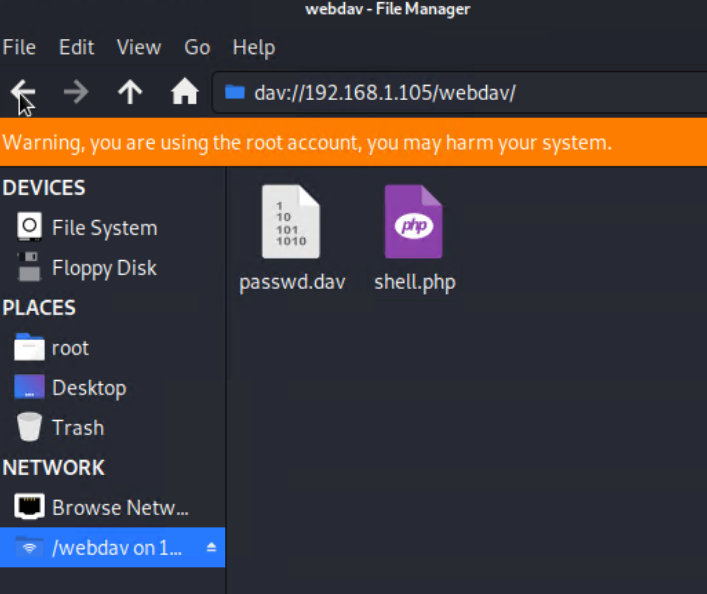 webdav - File Manager
File Edit View Go Help
dav://192.168.1.105/webdav/
Warning, you are using the root account, you may harm your system.
DEVICES
File System
Floppy Disk
PLACES
root
Desktop
Trash
NETWORK
Browse Netw...
/webdav on 1...
1
10
101
1010
php
passwd.dav shell.php